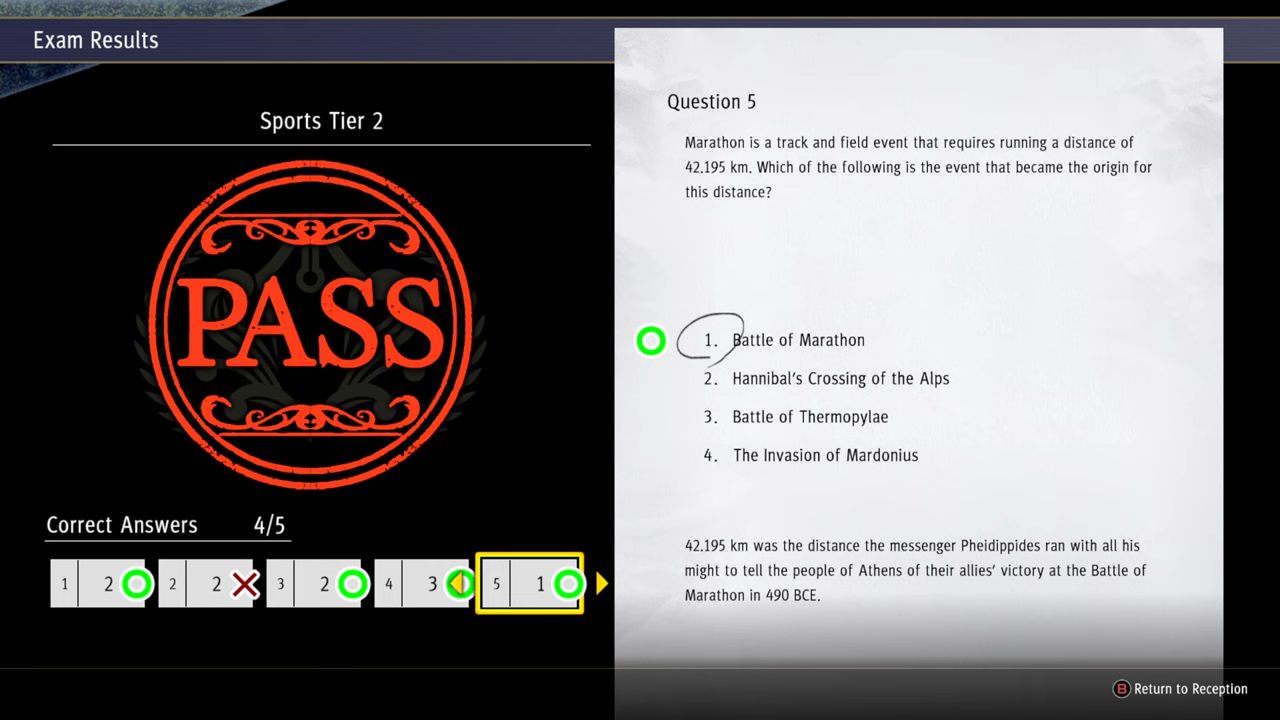 Exam Results
Sports Tier 2
PASS
Correct Answers 4/5
1 2 2 2 3 2 4 3 5 1
Question 5
Marathon is a track and field event that requires running a distance of
42.195 km. Which of the following is the event that became the origin for
this distance?
1. Battle of Marathon
2. Hannibal's Crossing of the Alps
3. Battle of Thermopylae
4. The Invasion of Mardonius
42.195 km was the distance the messenger Pheidippides ran with all his
might to tell the people of Athens of their allies' victory at the Battle of
Marathon in 490 BCE.
B Return to Reception